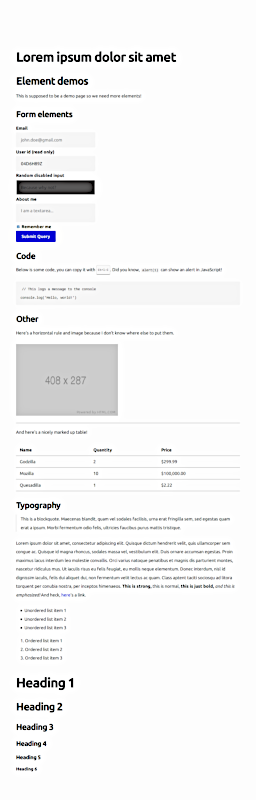 Lorem ipsum dolor sit amet
Element demos
This is supposed to be a demo page so we need more elements!
Form elements
Email
john.doe@gmail.com
User id (read only)
Random disabled input
About me
I am a textarea...
Remember me
Submit Query
Code
Below is some code, you can copy it with Did you know, alert(1) can show an alert in JavaScript!
// This logs a message to the console
console.log("Hello, world!");
Other
Here's a horizontal rule and image because I don't know where else to put them.
408 x 287
And here's a nicely marked up table!
Name Quantity Price
Godzilla 2 $299.99
Mozilla 10 $100,000.00
Quesadilla 1 $2.22
Typography
This is a blockquote. Maecenas blandit, quam vel sodales facilisis, urna erat fringilla sem, sed egestas quam
erat a ipsum. Morbi fermentum odio felis, ultricies faucibus purus mattis tristique.
Lorem ipsum dolor sit amet, consectetur adipiscing elit. Quisque dictum hendrerit velit, quis ullamcorper sem
congue ac. Quisque id magna rhoncus, sodales massa vel, vestibulum elit. Duis ornare accumsan egestas. Proin
maximus lacus interdum leo molestie convallis. Orci varius natoque penatibus et magnis dis parturient montes,
nascetur ridiculus mus. Ut iaculis risus eu felis feugiat, eu mollis neque elementum. Donec interdum, nisl id
dignissim iaculis, felis dui aliquet dui, non fermentum velit lectus ac quam. Class aptent taciti sociosqu ad litora
torquent per conubia nostra, per inceptos himenaeos. This is strong, this is normal, this is just bold, and this is
emphasized! And heck, here's a link.
Unordered list item 1
Unordered list item 2
Unordered list item 3
1. Ordered list item 1
2. Ordered list item 2
3. Ordered list item 3
Heading 1
Heading 2
Heading 3
Heading 4
Heading 5
Heading 6